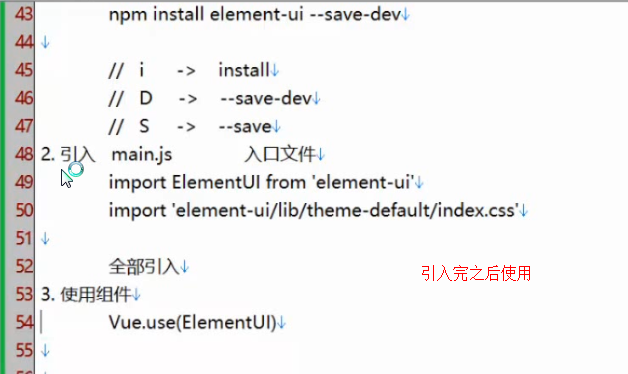 43 npm install element-ui --save-dev↓
44 ↓
45 // i -> install↓
46 // D -> --save-dev↓
47 // S -> --save↓
48 2. 引入 main.js 入口文件↓
49 import ElementUI from 'element-ui'↓
50 import 'element-ui/lib/theme-default/index.css'↓
51 ↓
52 全部引入↓
引入完之后使用
53 3. 使用组件↓
54 Vue.use(ElementUI)↓
55 ↓
56 ↓